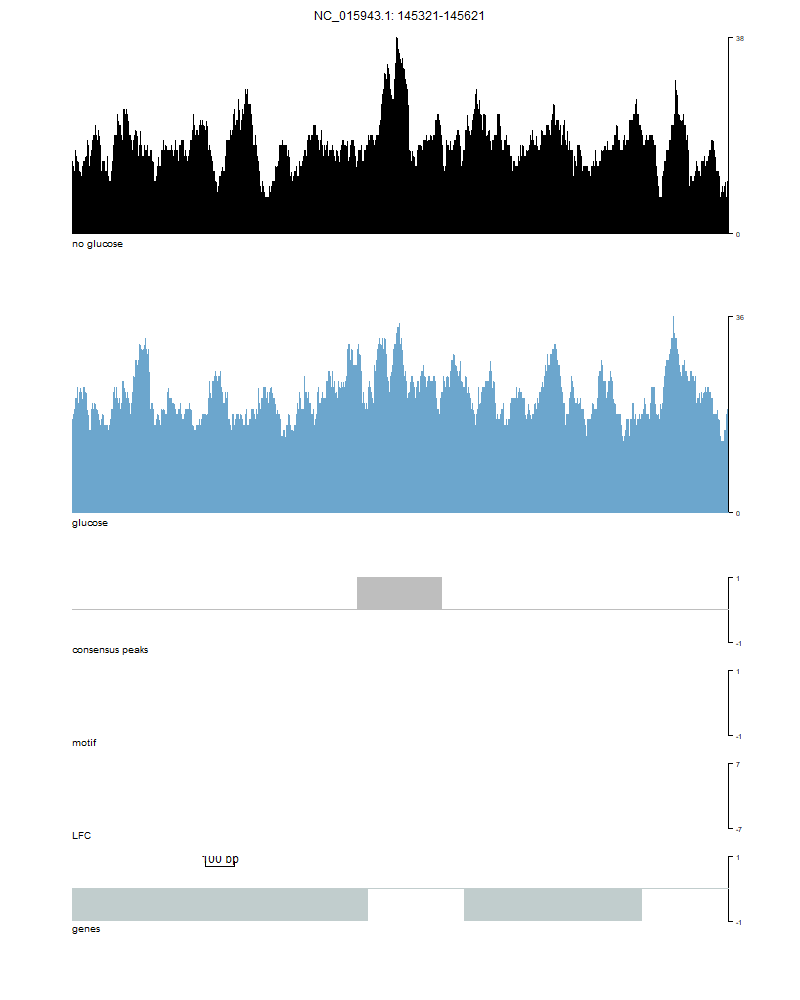 NC_015943.1: 145321-145621
38
0
no glucose
36
0
glucose
1
-1
consensus peaks
1
-1
motif
7
-7
LFC
100 bp
1
-1
genes